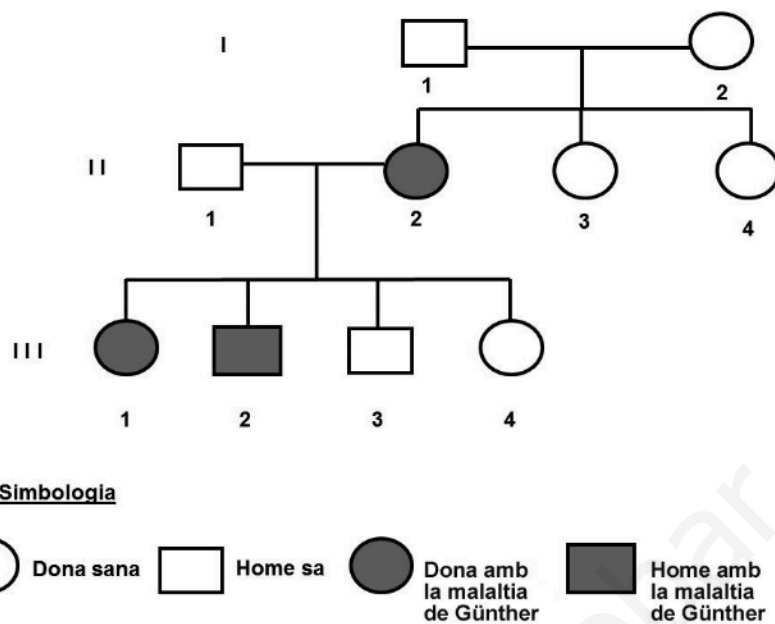 I
1
2
II
1
2
3
4
III
1
2
3
4
Simbologia
Dona sana
Home sa
Dona amb
la malaltia
de Günther
Home amb
la malaltia
de Günther